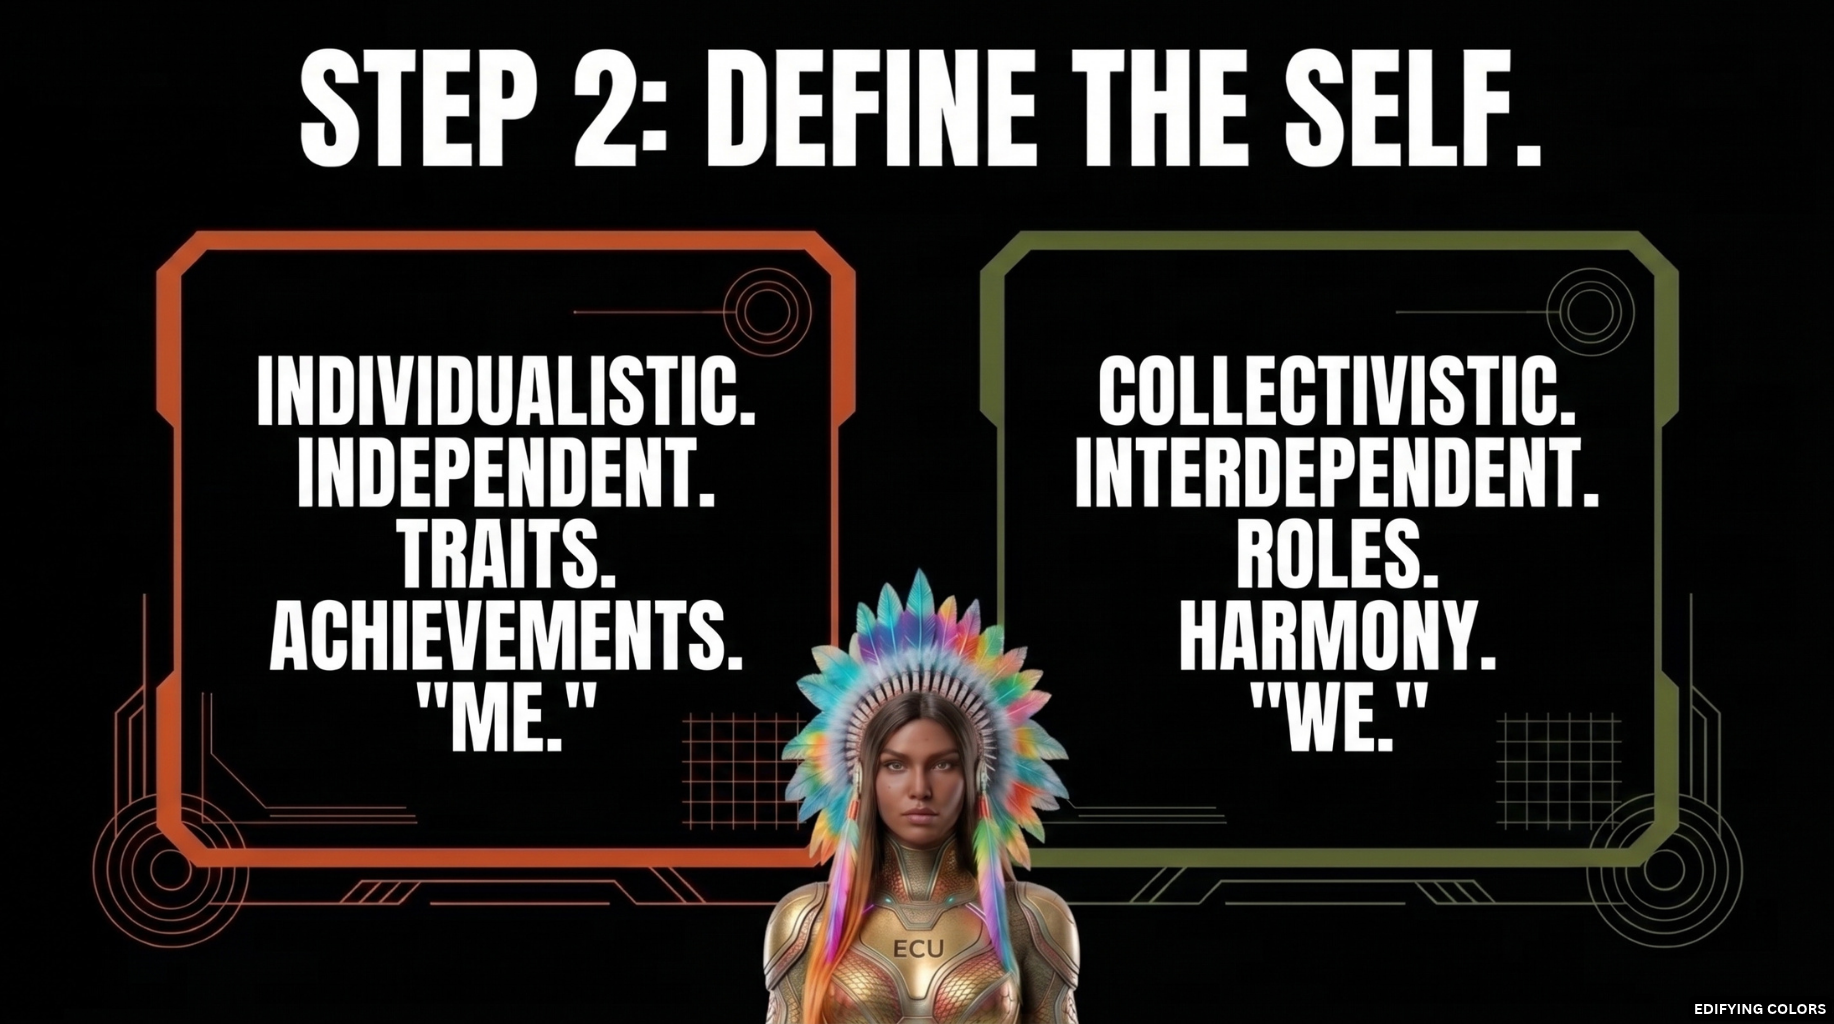 STEP 2: DEFINE THE SELF.
INDIVIDUALISTIC.
INDEPENDENT.
TRAITS.
ACHIEVEMENTS.
"ME."
COLLECTIVISTIC.
INTERDEPENDENT.
ROLES.
HARMONY.
"WE."
ECU
EDIFYING COLORS